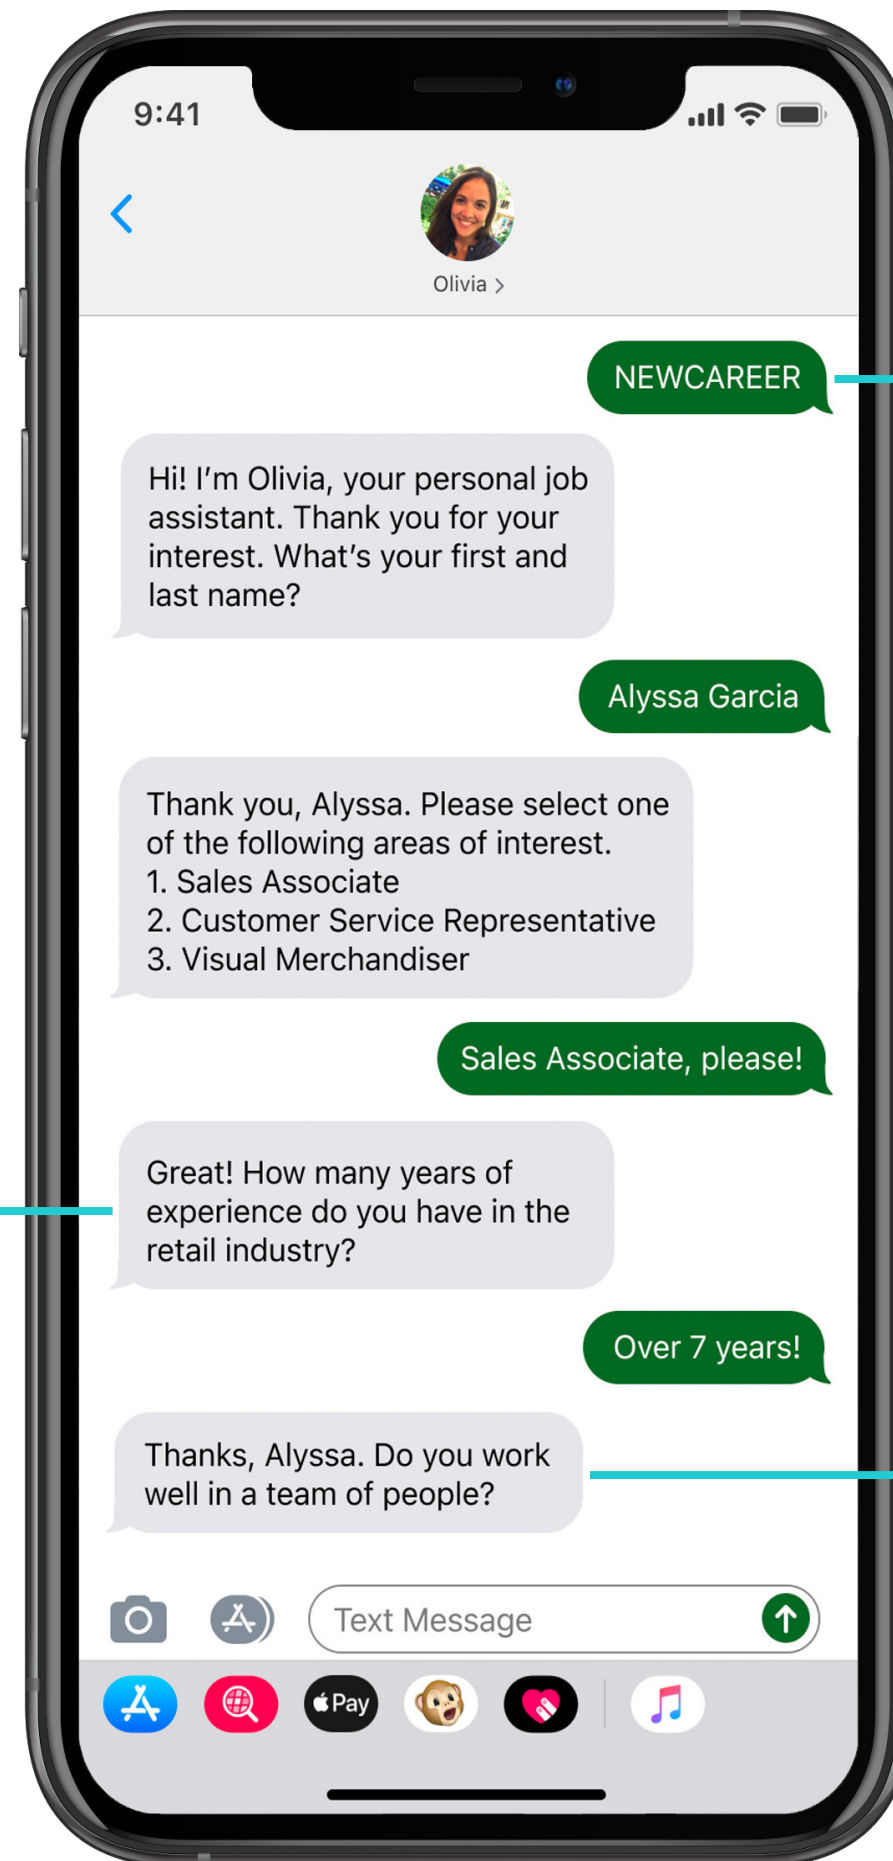 9:41
Olivia >
NEWCAREER
Hi! I'm Olivia, your personal job
assistant. Thank you for your
interest. What's your first and
last name?
Alyssa Garcia
Thank you, Alyssa. Please select one
of the following areas of interest.
1. Sales Associate
2. Customer Service Representative
3. Visual Merchandiser
Sales Associate, please!
Great! How many years of
experience do you have in the
retail industry?
Over 7 years!
Thanks, Alyssa. Do you work
well in a team of people?
Text Message
Pay